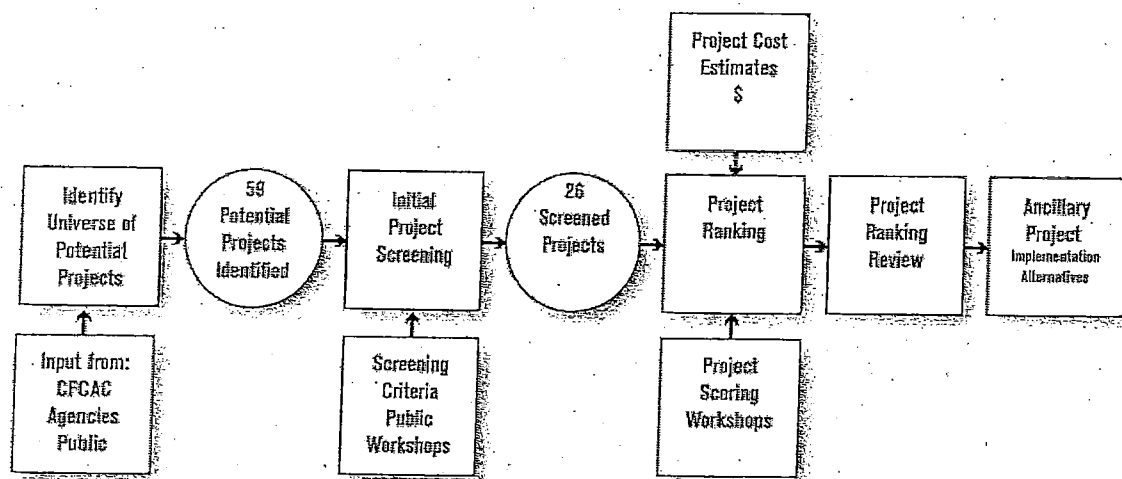 Project Cost
Estimates
$
Identify
Universe of
Potential
Projects
59
Potential
Projects
Identified
Initial
Project
Screening
26
Screened
Projects
Project
Ranking
Project
Ranking
Review
Ancillary
Project
Implementation
Alternatives
Input from:
CFCAC
Agencies
Public
Screening
Criteria
Public
Workshops
Project
Scoring
Workshops